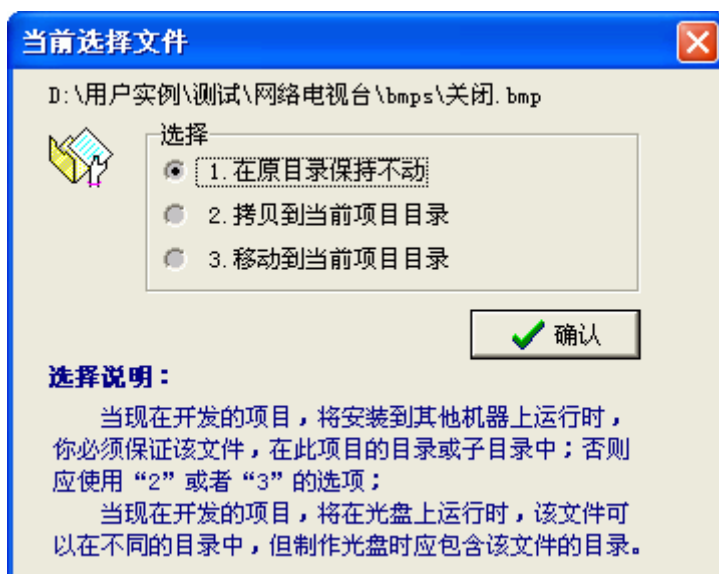 当前选择文件
D:\用户实例\测试\网络电视台\bmps\关闭.bmp
选择
1.在原目录保持不动
2.拷贝到当前项目目录
3.移动到当前项目目录
确认
选择说明：
当现在开发的项目，将安装到其他机器上运行时，
你必须保证该文件，在此项目的目录或子目录中；否则
应使用“2”或者“3”的选项；
当现在开发的项目，将在光盘上运行时，该文件可
以在不同的目录中，但制作光盘时应包含该文件的目录。